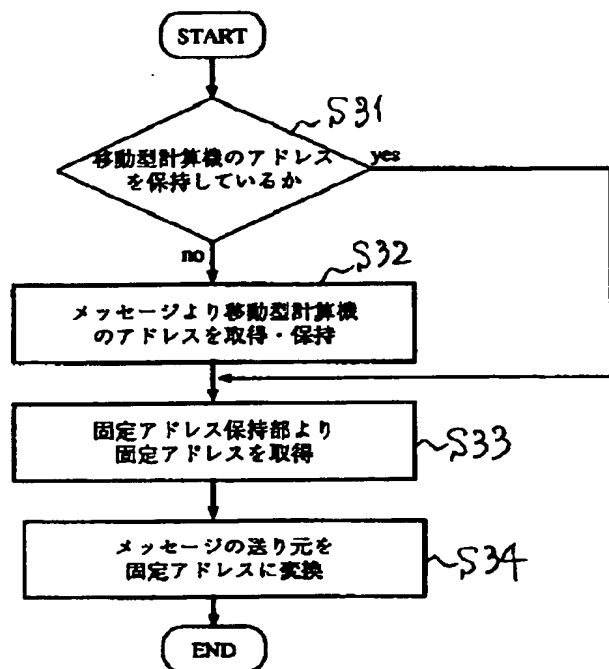 START
S31
移動型計算機のアドレス
を保持しているか
yes
no
S32
メッセージより移動型計算機
のアドレスを取得・保持
固定アドレス保持部より
固定アドレスを取得
S33
メッセージの送り元を
固定アドレスに変換
S34
END